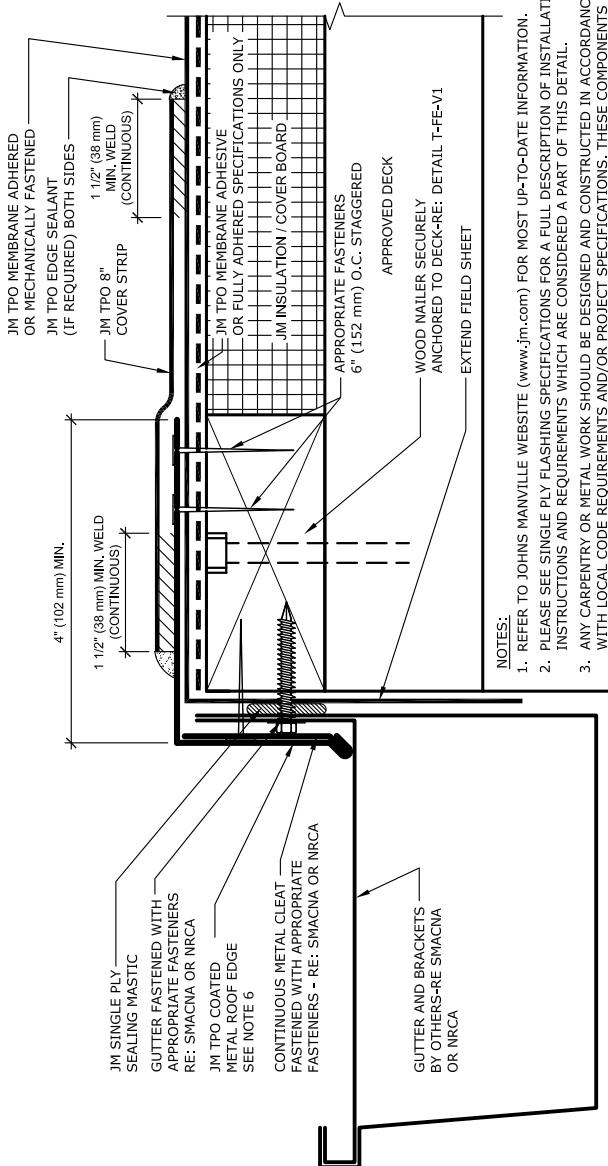 JM TPO MEMBRANE ADHERED
OR MECHANICALLY FASTENED
JM TPO EDGE SEALANT
(IF REQUIRED) BOTH SIDES
1 1/2" (38 mm)
MIN. WELD
(CONTINUOUS)
JM TPO 8"
COVER STRIP
4" (102 mm) MIN.
1 1/2" (38 mm) MIN. WELD
(CONTINUOUS)
JM TPO MEMBRANE ADHESIVE
OR FULLY ADHERED SPECIFICATIONS ONLY
JM INSULATION / COVER BOARD
APPROPRIATE FASTENERS
6" (152 mm) O.C. STAGGERED
APPROVED DECK
WOOD NAILER SECURELY
ANCHORED TO DECK-RE: DETAIL T-FE-V1
EXTEND FIELD SHEET
JM SINGLE PLY
SEALING MASTIC
GUTTER FASTENED WITH
APPROPRIATE FASTENERS
RE: SMACNA OR NRCA
JM TPO COATED
METAL ROOF EDGE
SEE NOTE 6
CONTINUOUS METAL CLEAT
FASTENED WITH APPROPRIATE
FASTENERS - RE: SMACNA OR NRCA
GUTTER AND BRACKETS
BY OTHERS-RE SMACNA
OR NRCA
NOTES:
1. REFER TO JOHNS MANVILLE WEBSITE (www.jm.com) FOR MOST UP-TO-DATE INFORMATION.
2. PLEASE SEE SINGLE PLY FLASHING SPECIFICATIONS FOR A FULL DESCRIPTION OF INSTALLATI
INSTRUCTIONS AND REQUIREMENTS WHICH ARE CONSIDERED A PART OF THIS DETAIL.
3. ANY CARPENTRY OR METAL WORK SHOULD BE DESIGNED AND CONSTRUCTED IN ACCORDANC
WITH LOCAL CODE REQUIREMENTS AND/OR PROJECT SPECIFICATIONS. THESE COMPONENTS